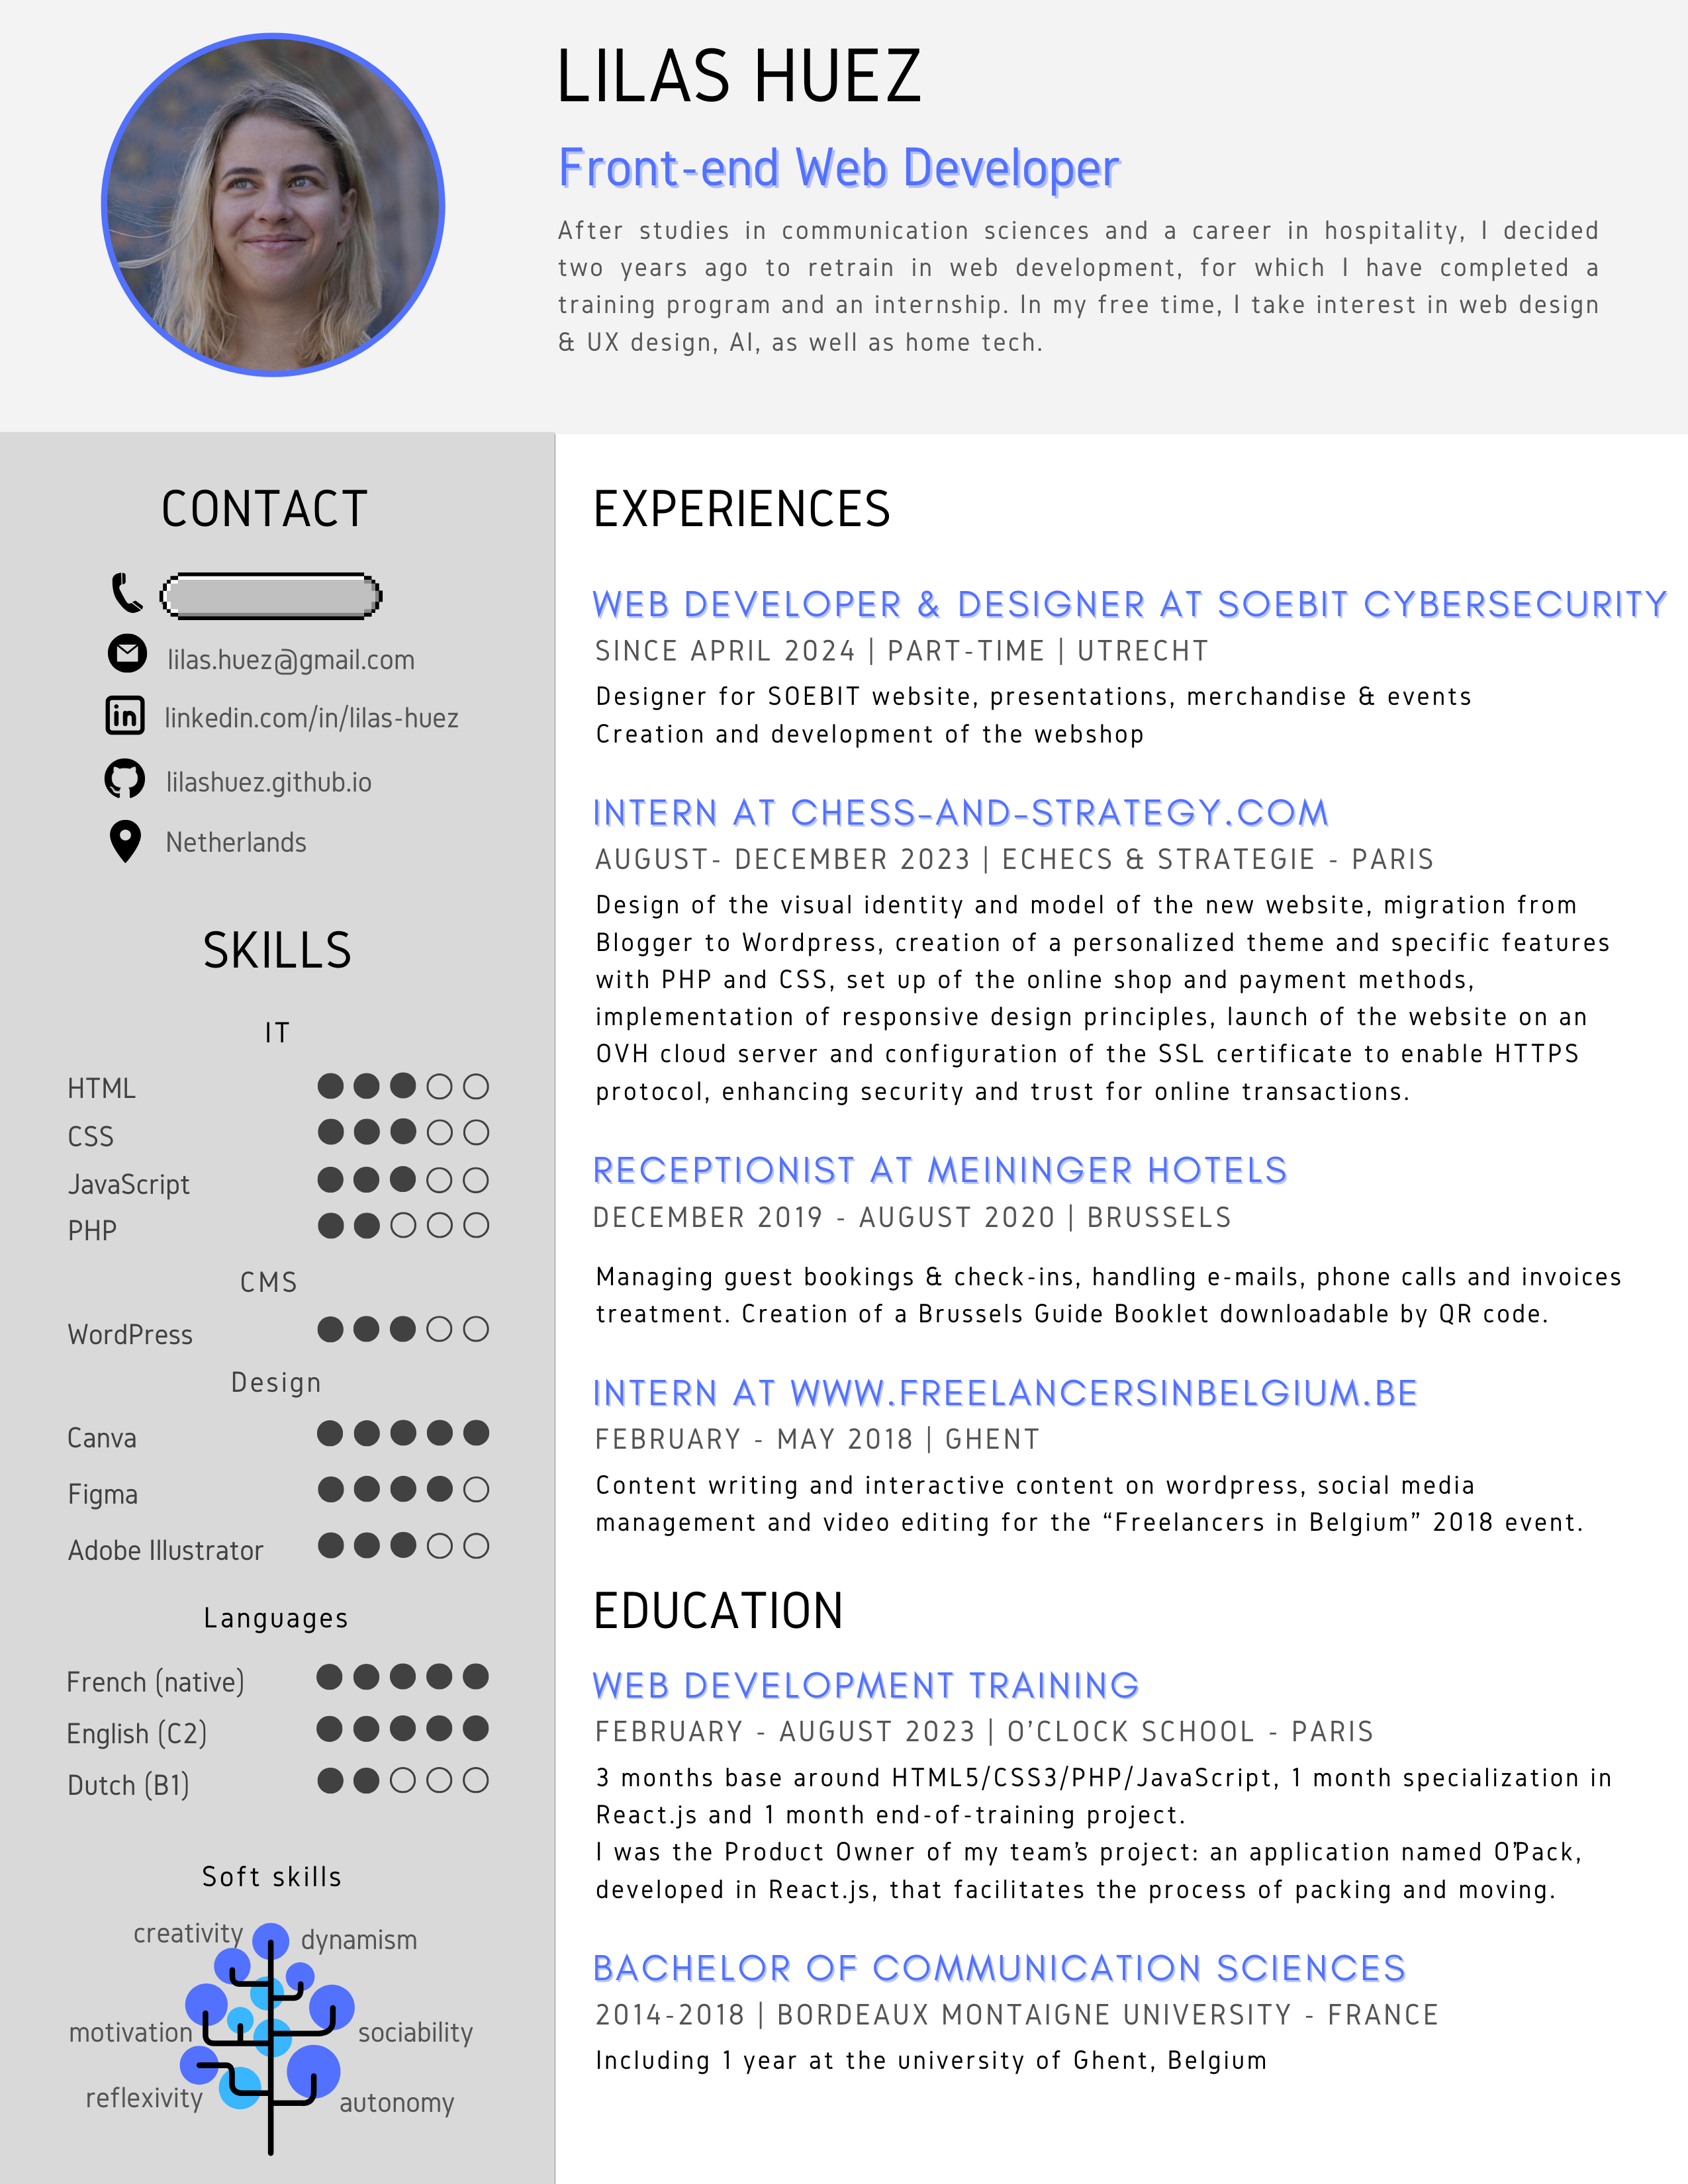 LILAS HUEZ
Front-end Web Developer
After studies in communication sciences and a career in hospitality, I decided
two years ago to retrain in web development, for which I have completed a
training program and an internship. In my free time, I take interest in web design
& UX design, AI, as well as home tech.
CONTACT
lilas.huez@gmail.com
linkedin.com/in/lilas-huez
lilashuez.github.io
Netherlands
SKILLS
IT
HTML
CSS
JavaScript
PHP
CMS
WordPress
Design
Canva
Figma
Adobe Illustrator
Languages
French (native)
English (C2)
Dutch (B1)
Soft skills
creativity
dynamism
motivation
sociability
reflexivity
autonomy
EXPERIENCES
WEB DEVELOPER & DESIGNER AT SOEBIT CYBERSECURITY
SINCE APRIL 2024 | PART-TIME | UTRECHT
Designer for SOEBIT website, presentations, merchandise & events
Creation and development of the webshop
INTERN AT CHESS-AND-STRATEGY.COM
AUGUST- DECEMBER 2023 | ECHECS & STRATEGIE - PARIS
Design of the visual identity and model of the new website, migration from
Blogger to Wordpress, creation of a personalized theme and specific features
with PHP and CSS, set up of the online shop and payment methods,
implementation of responsive design principles, launch of the website on an
OVH cloud server and configuration of the SSL certificate to enable HTTPS
protocol, enhancing security and trust for online transactions.
RECEPTIONIST AT MEININGER HOTELS
DECEMBER 2019 - AUGUST 2020 | BRUSSELS
Managing guest bookings & check-ins, handling e-mails, phone calls and invoices
treatment. Creation of a Brussels Guide Booklet downloadable by QR code.
INTERN AT WWW.FREELANCERSINBELGIUM.BE
FEBRUARY - MAY 2018 | GHENT
Content writing and interactive content on wordpress, social media
management and video editing for the “Freelancers in Belgium” 2018 event.
EDUCATION
WEB DEVELOPMENT TRAINING
FEBRUARY - AUGUST 2023 | O’CLOCK SCHOOL - PARIS
3 months base around HTML5/CSS3/PHP/JavaScript, 1 month specialization in
React.js and 1 month end-of-training project.
I was the Product Owner of my team’s project: an application named O’Pack,
developed in React.js, that facilitates the process of packing and moving.
BACHELOR OF COMMUNICATION SCIENCES
2014-2018 | BORDEAUX MONTAIGNE UNIVERSITY - FRANCE
Including 1 year at the university of Ghent, Belgium